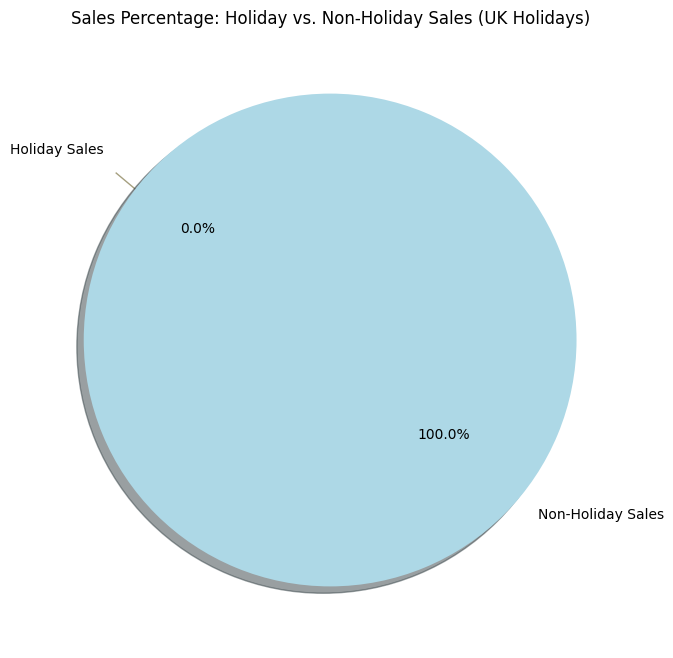 Sales Percentage: Holiday vs. Non-Holiday Sales (UK Holidays)
Holiday Sales
0.0%
100.0%
Non-Holiday Sales